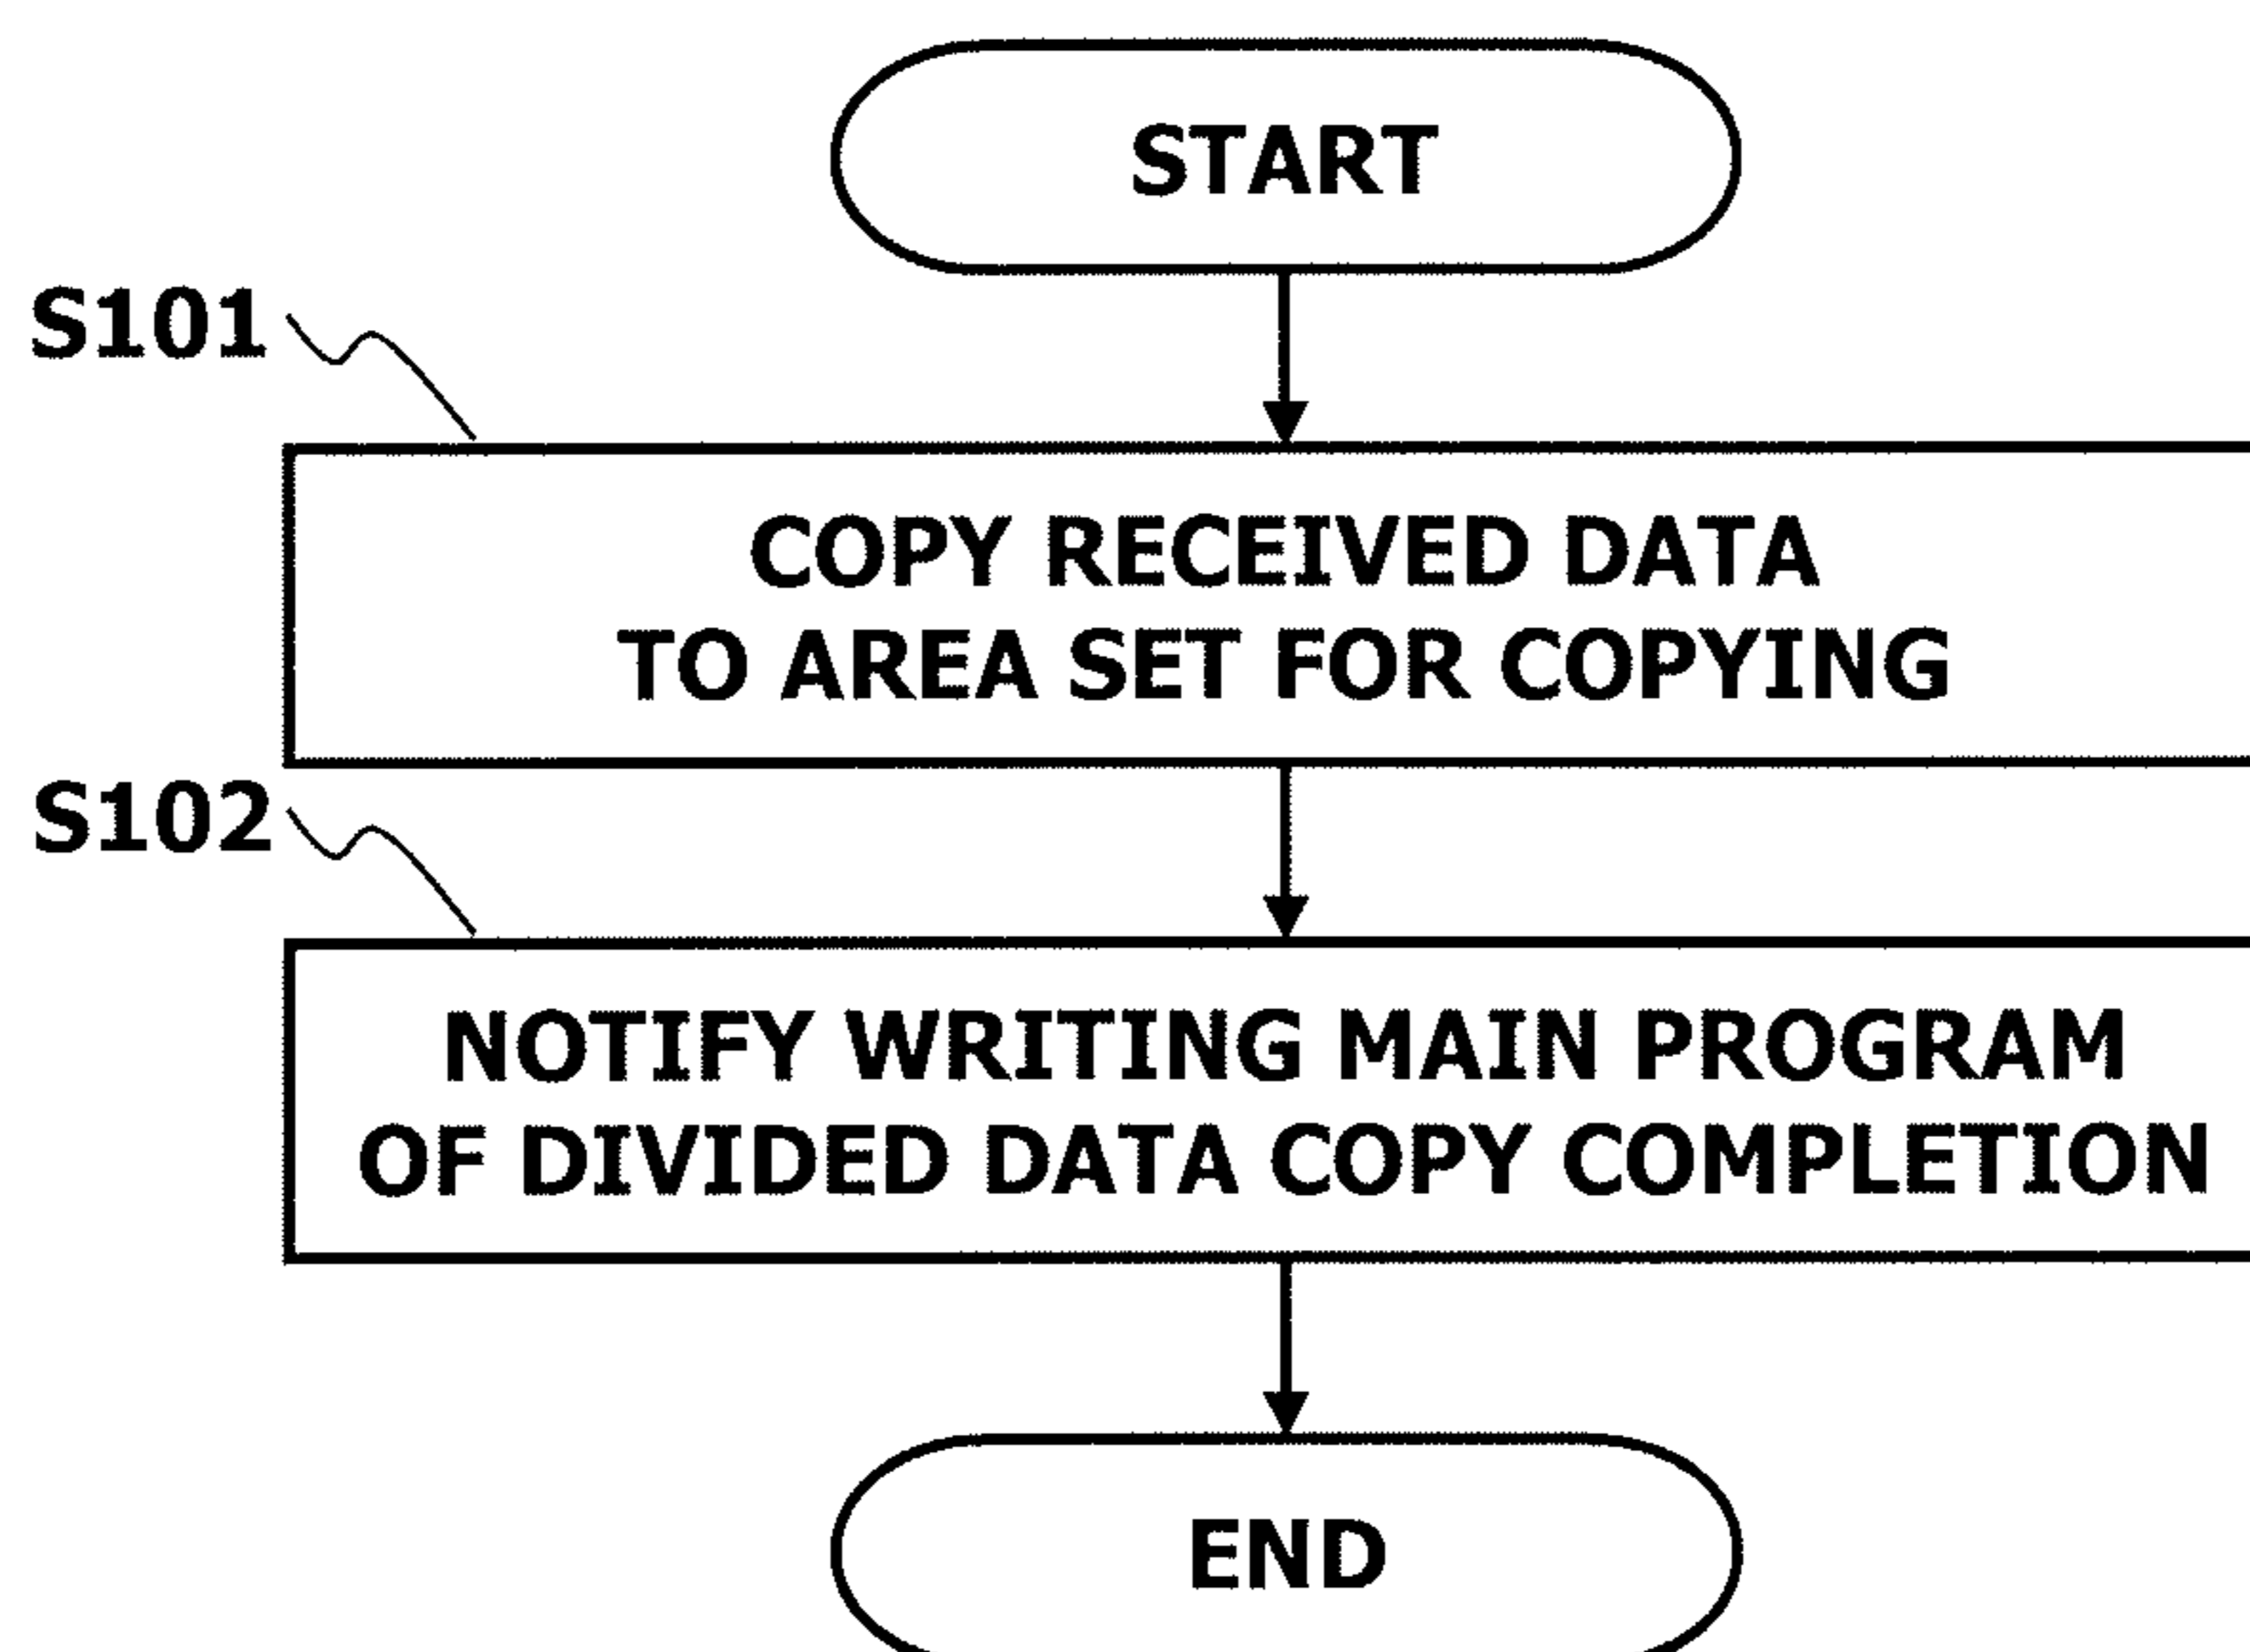 START
S101
COPY RECEIVED DATA
TO AREA SET FOR COPYING
S102
NOTIFY WRITING MAIN PROGRAM
OF DIVIDED DATA COPY COMPLETION
END